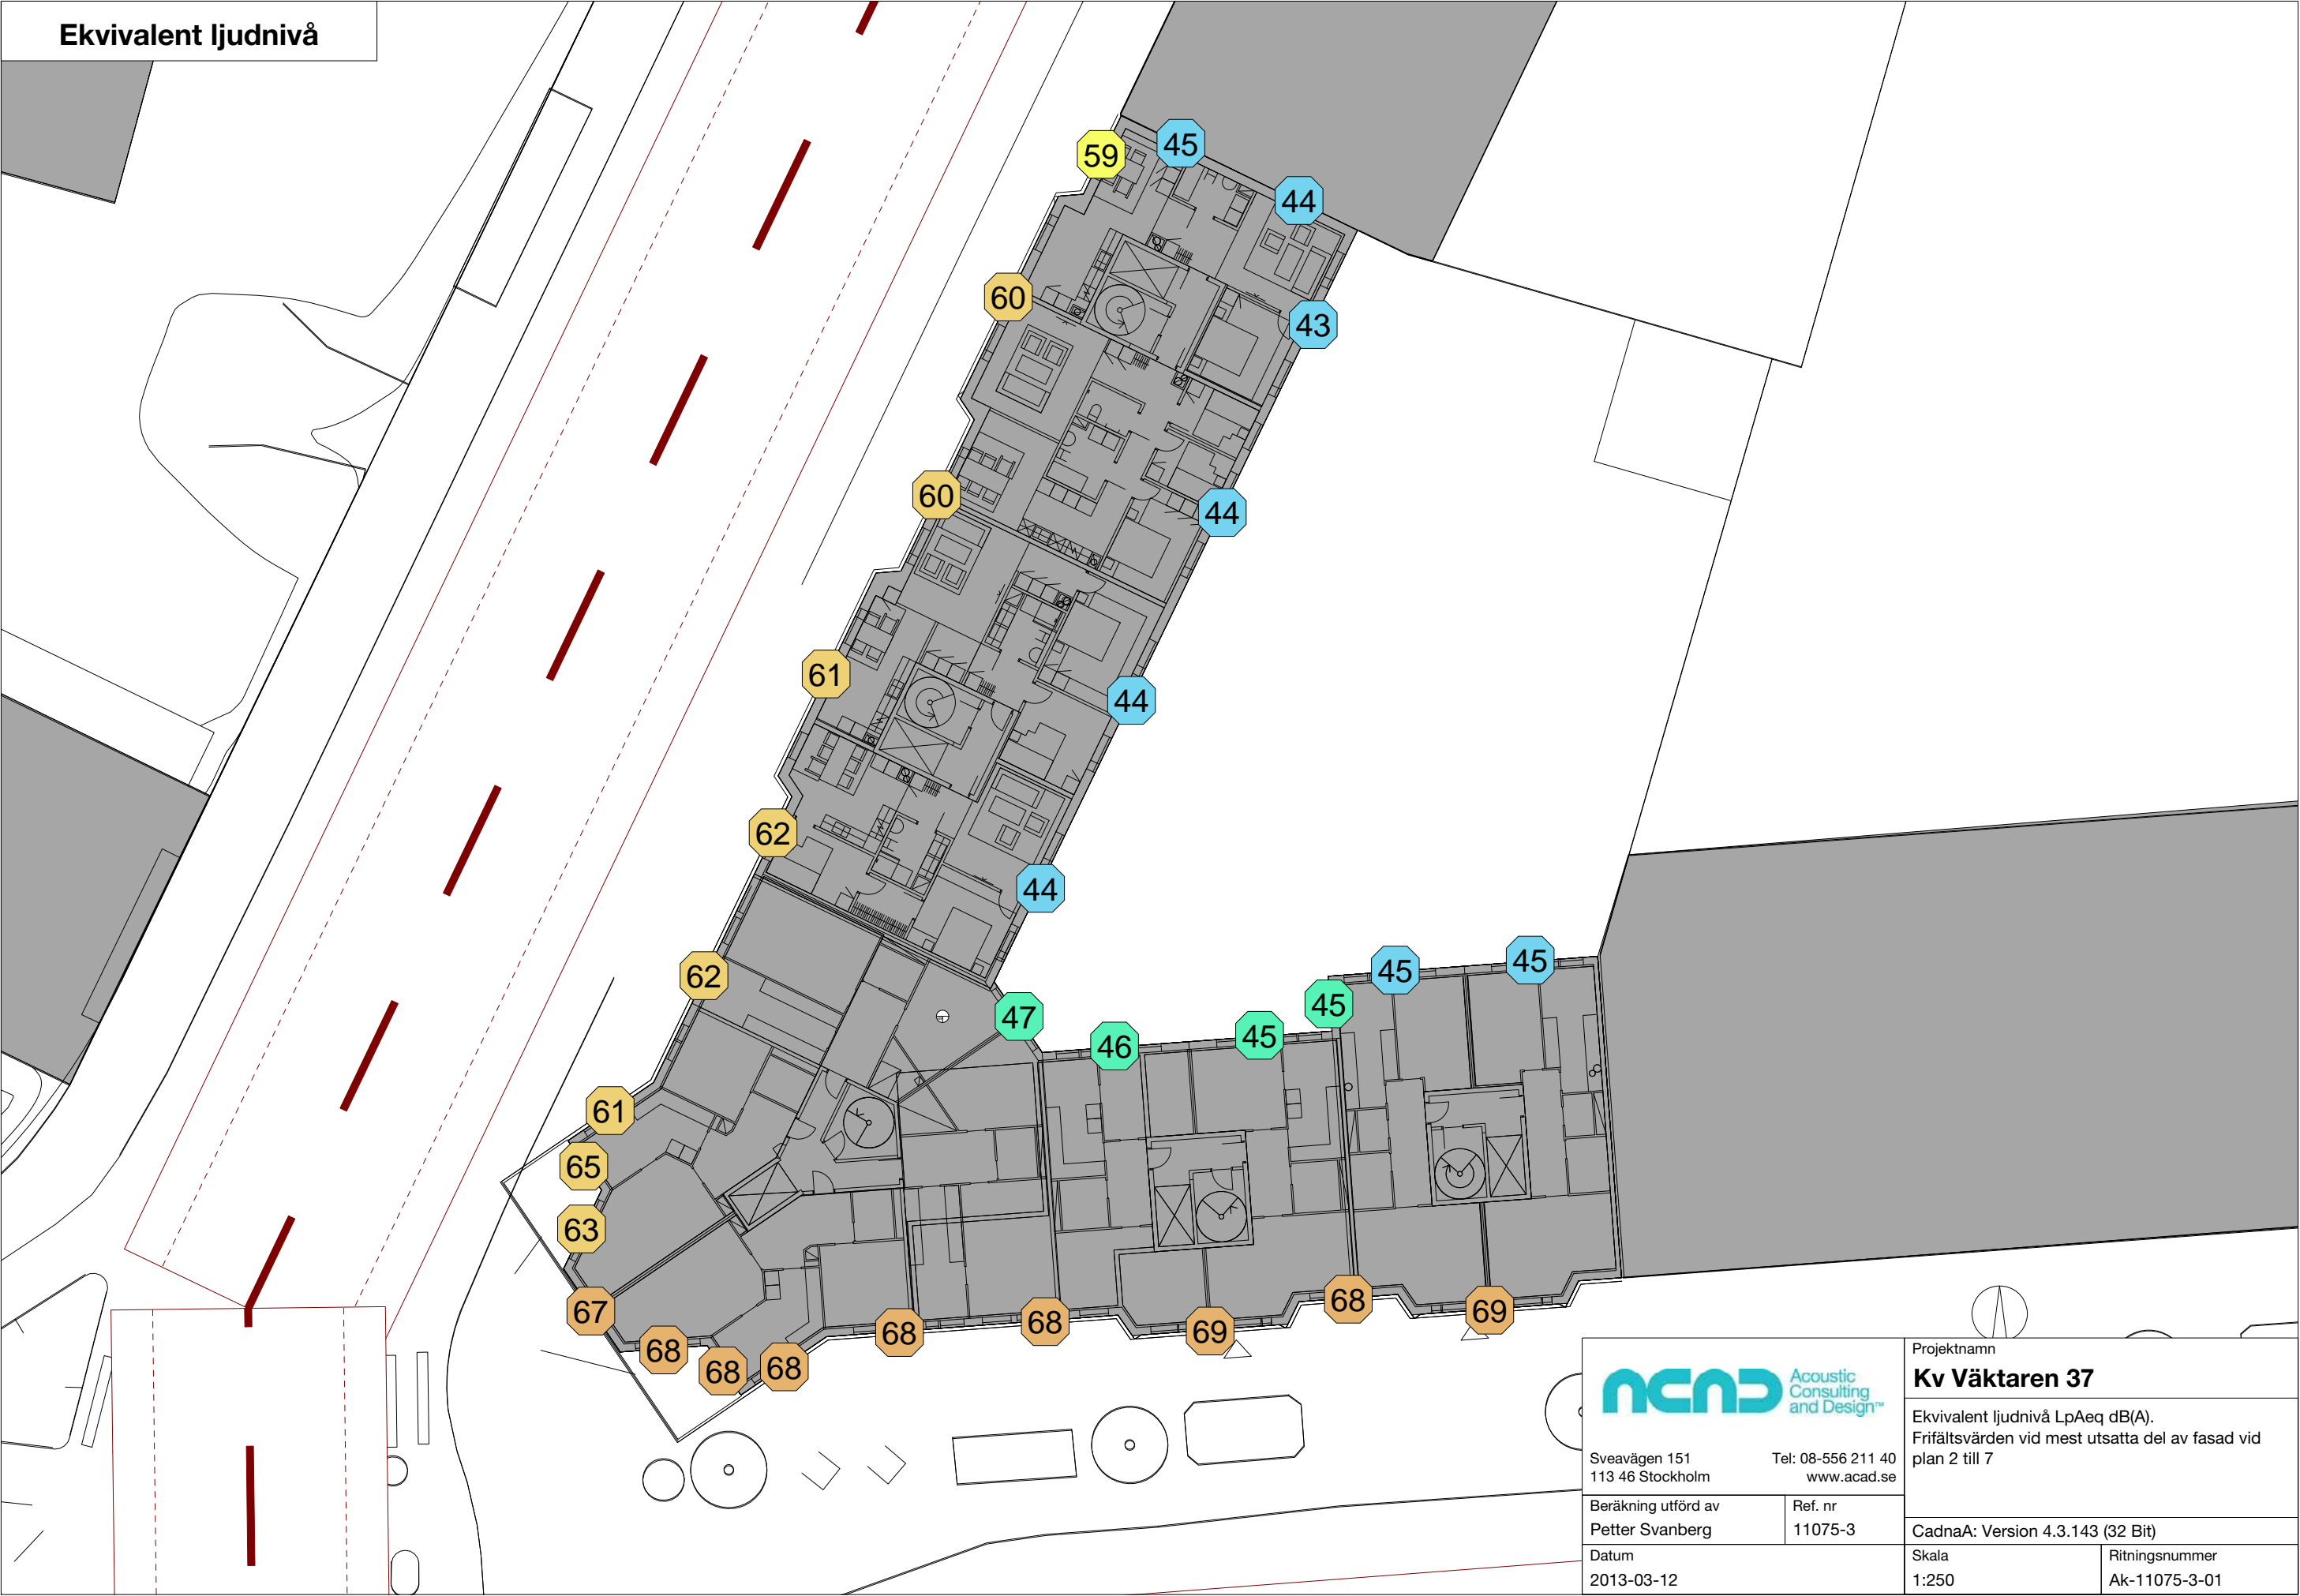 Ekvivalent ljudnivå
59
45
44
60
43
60
44
61
44
62
44
62
47
46
45
45
45
45
61
65
63
67
68
68
68
68
68
69
68
69
Acoustic
Consulting
and Design™
Sveavägen 151 Tel: 08-556 211 40
113 46 Stockholm www.acad.se
Beräkning utförd av
Petter Svanberg
Ref. nr
11075-3
Datum
2013-03-12
Projektnamn
Kv Väktaren 37
Ekvivalent ljudnivå LpAeq dB(A).
Frifältsvärden vid mest utsatta del av fasad vid
plan 2 till 7
CadnaA: Version 4.3.143 (32 Bit)
Skala
1:250
Ritningsnummer
Ak-11075-3-01